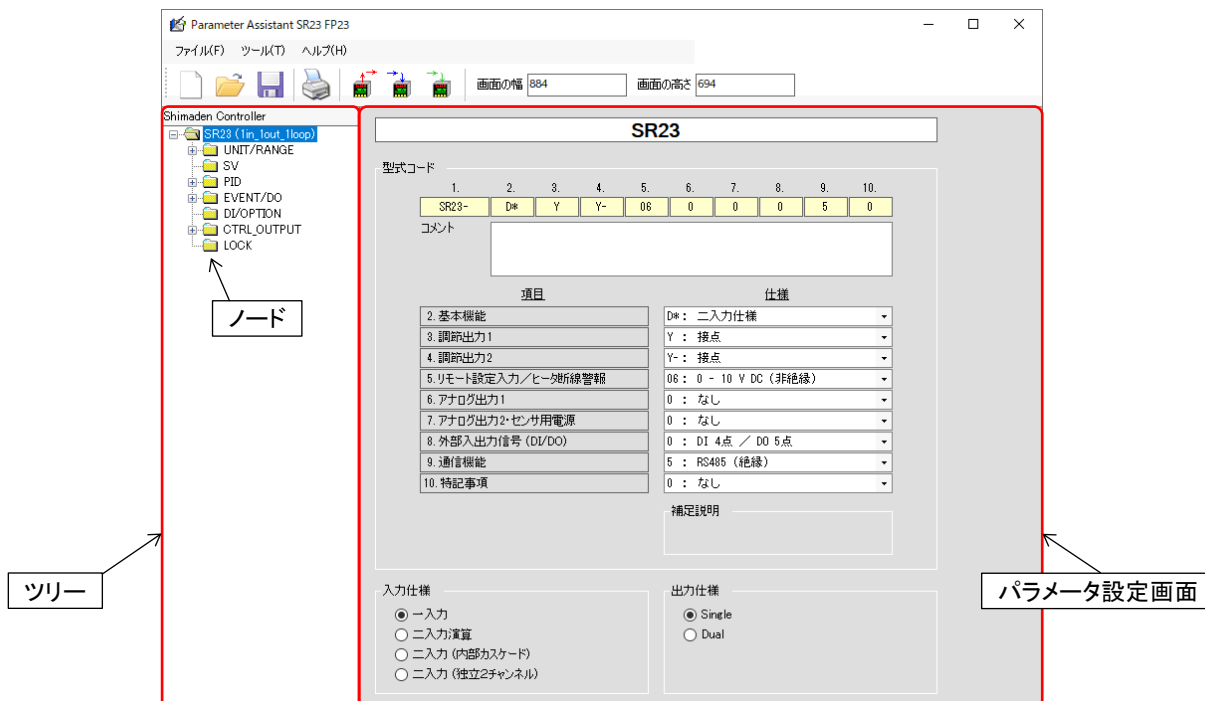 Parameter Assistant SR23 FP23
ファイル(F) ツール(T) ヘルプ(H)
画面の幅 884 画面の高さ 694
Shimaden Controller
SR23 (1in_1out_1loop)
UNIT/RANGE
SV
PID
EVENT/DO
DI/OPTION
CTRL_OUTPUT
LOCK
ノード
ツリー
SR23
型式コード
1. 2. 3. 4. 5. 6. 7. 8. 9. 10.
SR23- D* Y Y- 06 0 0 0 5 0
コメント
項目 仕様
2.基本機能 D*: 二入力仕様
3.調節出力1 Y : 接点
4.調節出力2 Y-: 接点
5.リモート設定入力／ヒータ断線警報 06: 0 - 10 V DC (非絶縁)
6.アナログ出力1 0 : なし
7.アナログ出力2・センサ用電源 0 : なし
8.外部入出力信号 (DI/DO) 0 : DI 4点 ／ DO 5点
9.通信機能 5 : RS485 (絶縁)
10.特記事項 0 : なし
補足説明
入力仕様
一入力
二入力演算
二入力 (内部カスケード)
二入力 (独立2チャンネル)
出力仕様
Single
Dual
パラメータ設定画面